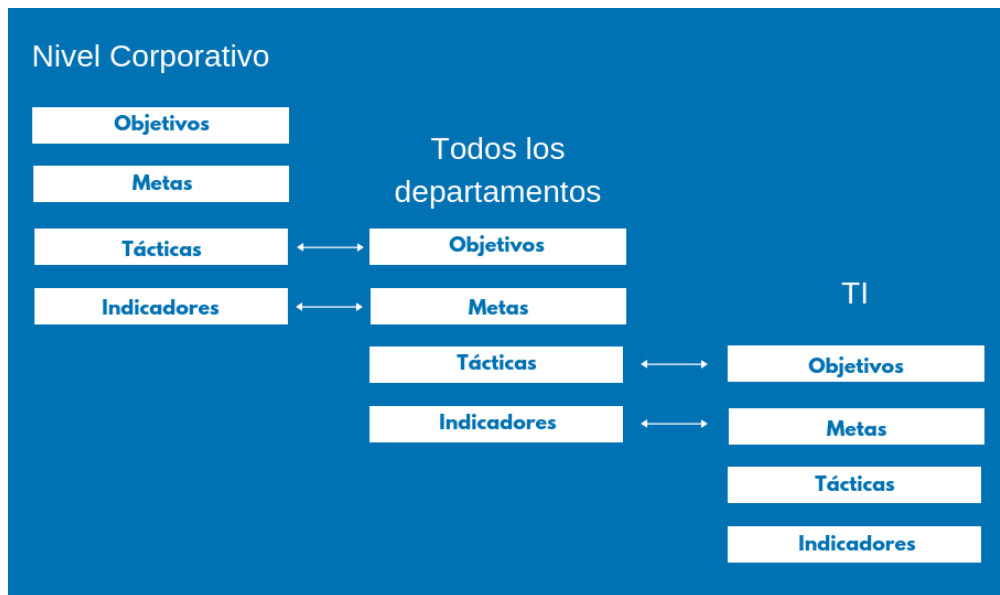 Nivel Corporativo
Objetivos
Metas
Tácticas
Indicadores
Todos los
departamentos
Objetivos
Metas
Tácticas
Indicadores
TI
Objetivos
Metas
Tácticas
Indicadores